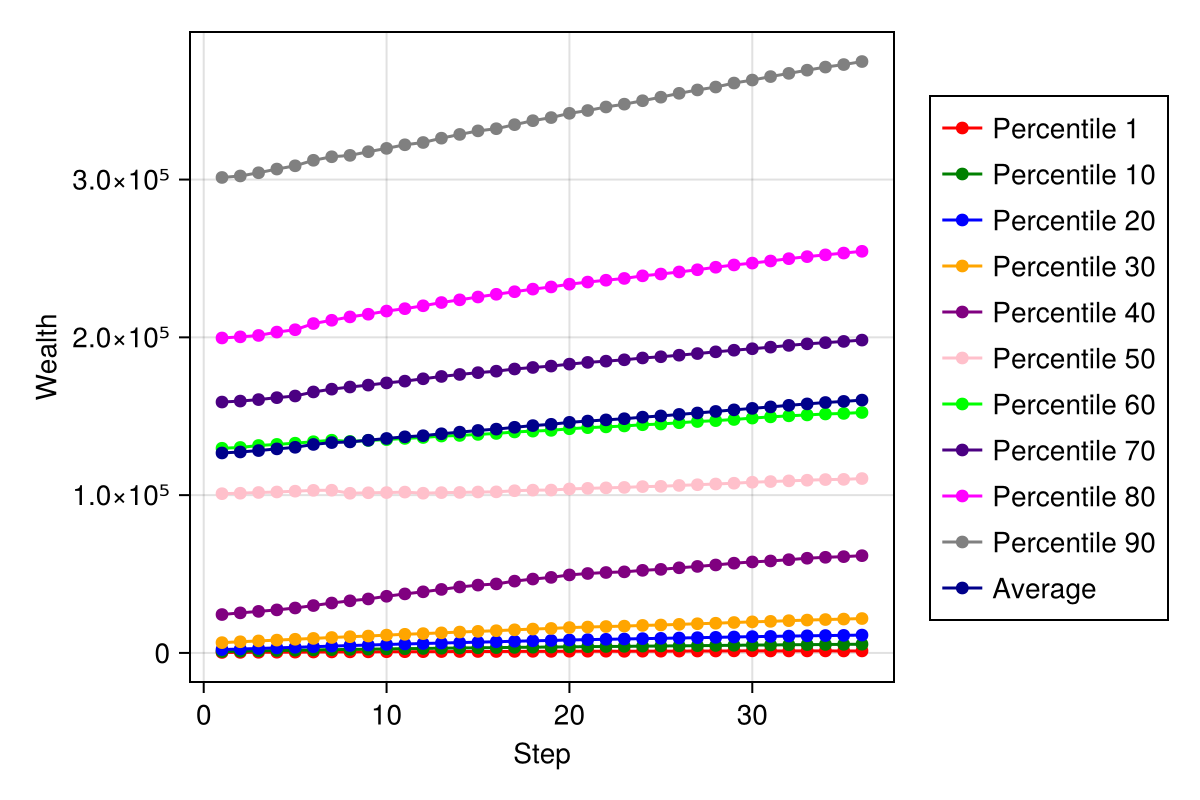 3.0×10⁵
2.0×10⁵
1.0×10⁵
0
Wealth
0 10 20 30
Step
Percentile 1
Percentile 10
Percentile 20
Percentile 30
Percentile 40
Percentile 50
Percentile 60
Percentile 70
Percentile 80
Percentile 90
Average